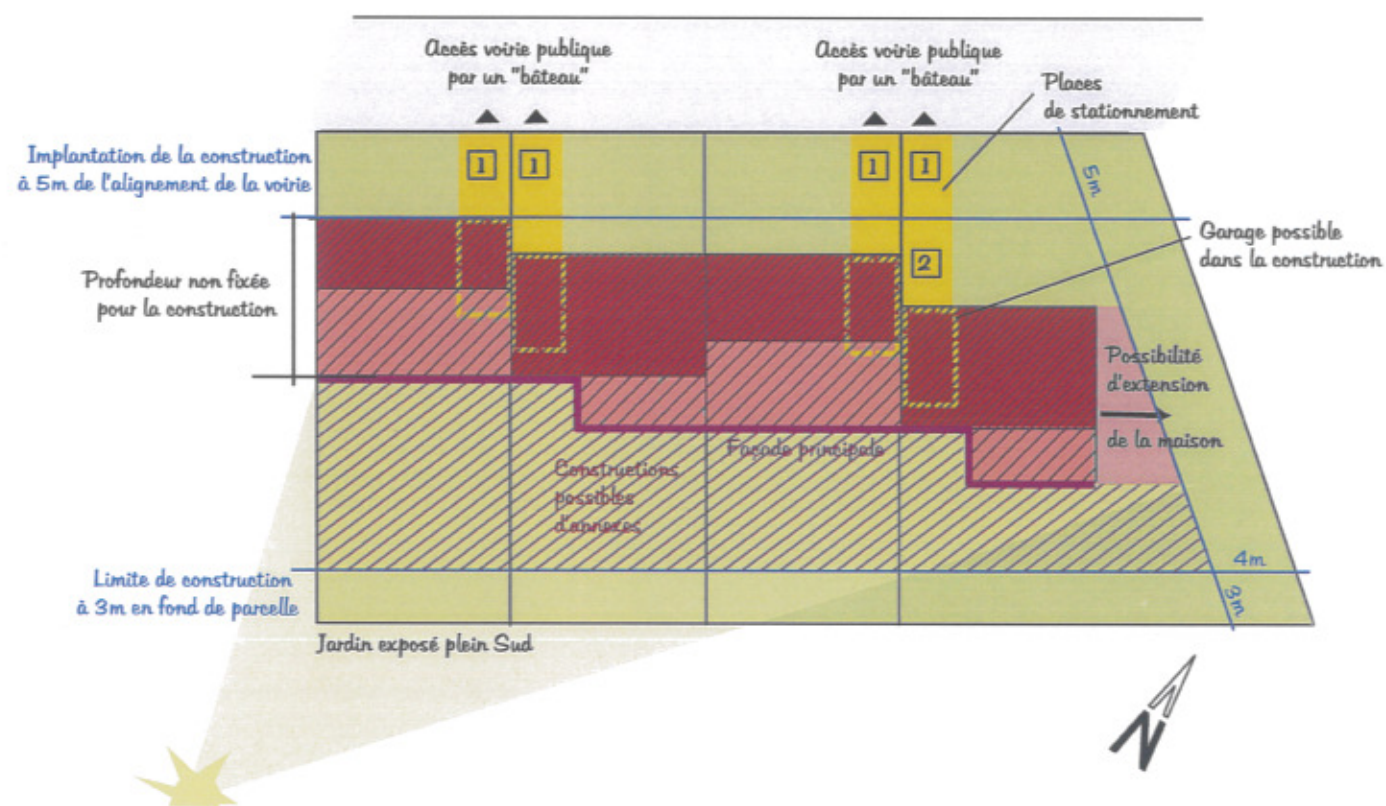 Accès voirie publique
par un "bâteau"
Accès voirie publique
par un "bâteau"
Places
de stationnement
Implantation de la construction
à 5m de l'alignement de la voirie
1
1
1
1
5m
Garage possible
dans la construction
2
Profondeur non fixée
pour la construction
Possibilité
d'extension
de la maison
Façade principale
Constructions
possibles
d'annexes
Limite de construction
à 3m en fond de parcelle
4m
3m
Jardin exposé plein Sud
N